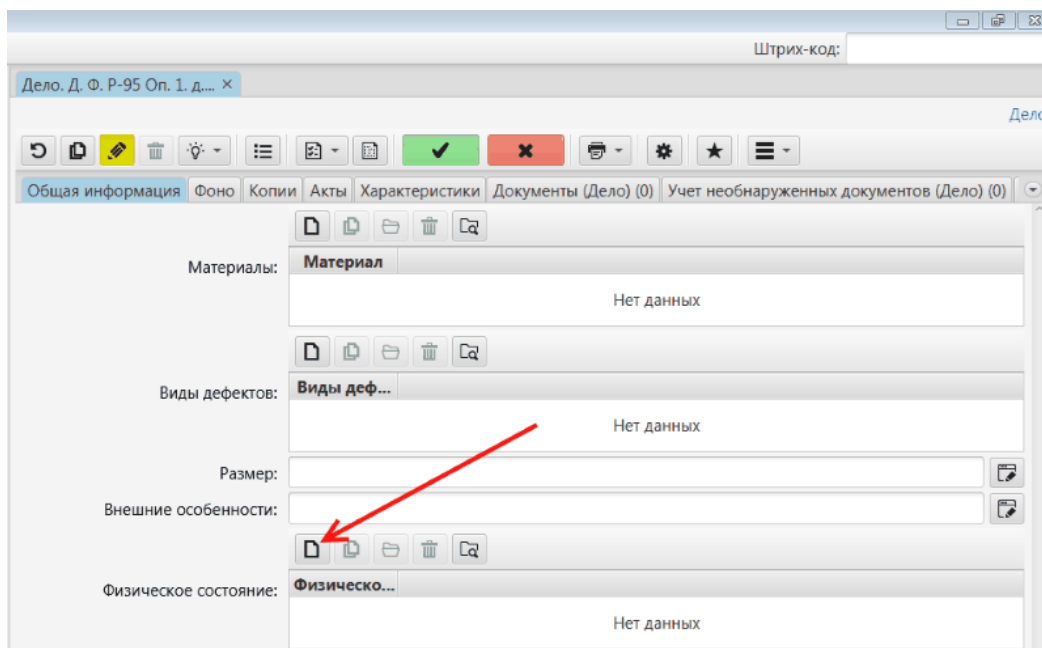 Штрих-код:
Дело. Д. Ф. Р-95 Оп. 1. д.... ×
Дело
Общая информация Фоно Копии Акты Характеристики Документы (Дело) (0) Учет необнаруженных документов (Дело) (0)
Материалы:
Материал
Нет данных
Виды дефектов:
Виды деф...
Нет данных
Размер:
Внешние особенности:
Физическое состояние:
Физическо...
Нет данных